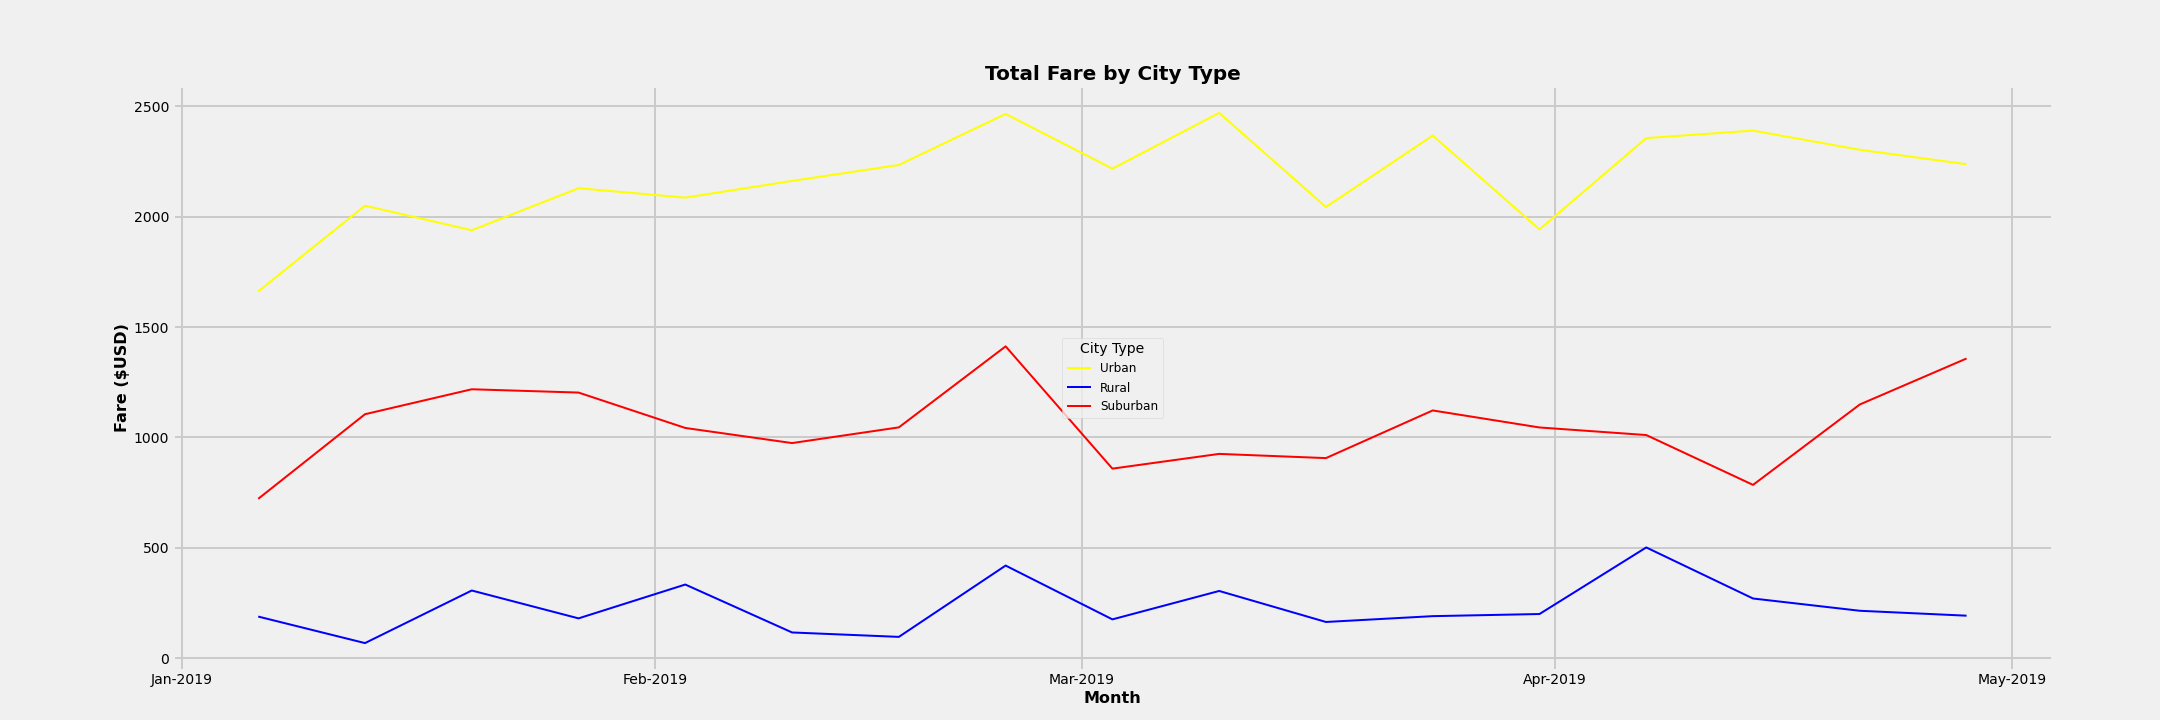 Total Fare by City Type
Fare ($USD)
2500
2000
1500
1000
500
0
City Type
Urban
Rural
Suburban
Jan-2019 Feb-2019 Mar-2019 Apr-2019 May-2019
Month